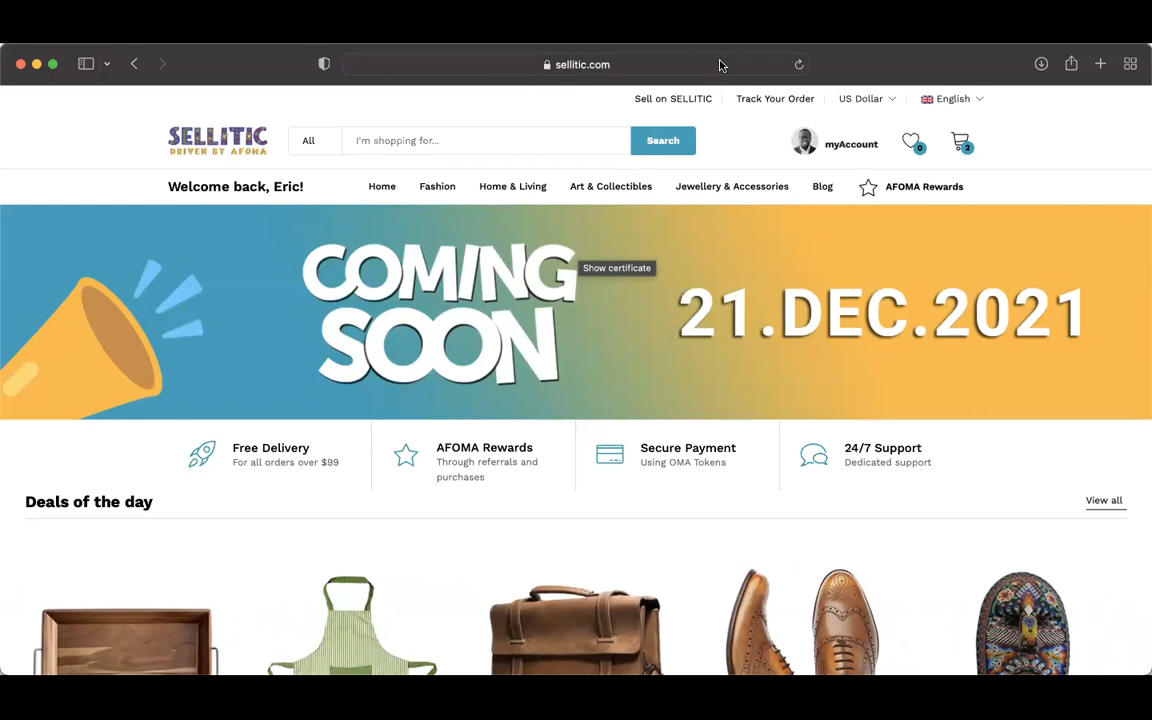 sellitic.com
Sell on SELLITIC
Track Your Order
US Dollar
English
SELLITIC
DRIVEN BY AFOMA
All
I'm shopping for...
Search
myAccount
0
2
Welcome back, Eric!
Home
Fashion
Home & Living
Art & Collectibles
Jewellery & Accessories
Blog
AFOMA Rewards
COMING
SOON
Show certificate
21.DEC.2021
Free Delivery
For all orders over $99
AFOMA Rewards
Through referrals and
purchases
Secure Payment
Using OMA Tokens
24/7 Support
Dedicated support
Deals of the day
View all